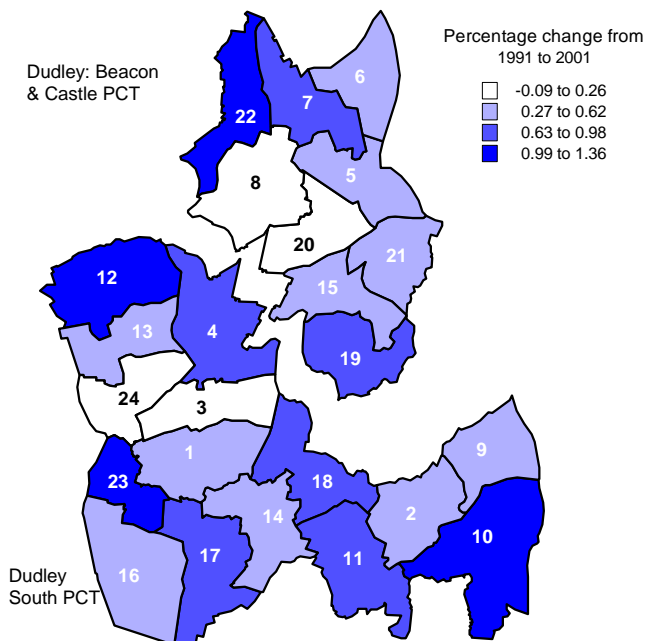 Percentage change from
1991 to 2001
-0.09 to 0.26
0.27 to 0.62
0.63 to 0.98
0.99 to 1.36
Dudley: Beacon
& Castle PCT
6
7
22
5
8
20
21
12
15
13
4
19
24
3
1
9
23
18
14
2
10
17
11
16
Dudley
South PCT